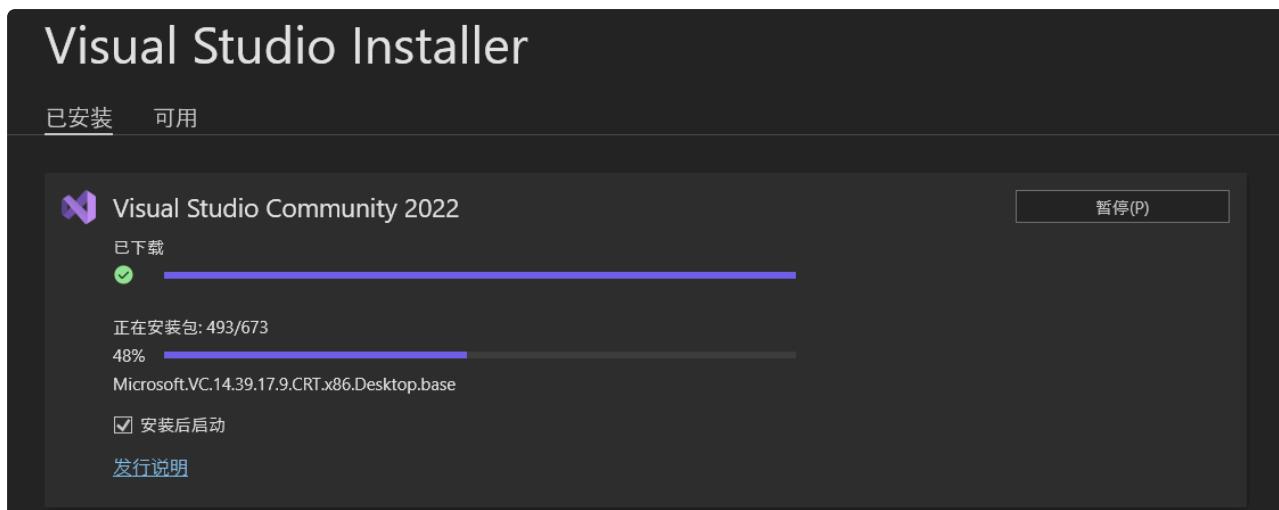 Visual Studio Installer
已安装 可用
Visual Studio Community 2022 暂停(P)
已下载
正在安装包: 493/673
48%
Microsoft.VC.14.39.17.9.CRT.x86.Desktop.base
安装后启动
发行说明